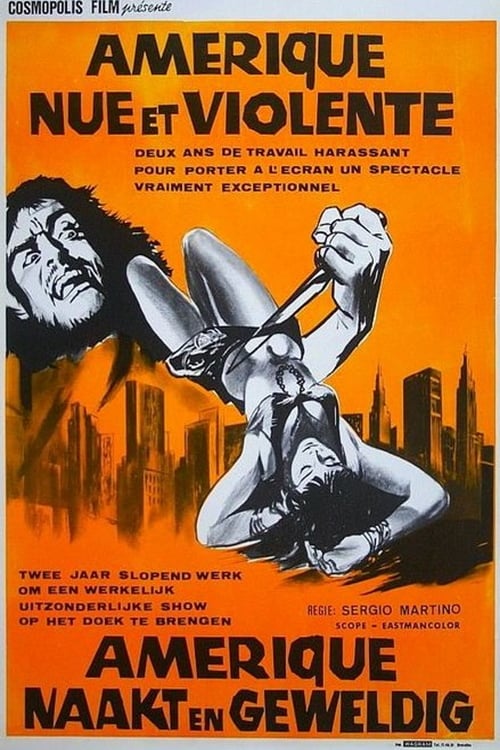 COSMOPOLIS FILM présente
AMERIQUE
NUE ET VIOLENTE
DEUX ANS DE TRAVAIL HARASSANT
POUR PORTER A L'ECRAN UN SPECTACLE
VRAIMENT EXCEPTIONNEL
TWEE JAAR SLOPEND WERK
OM EEN WERKELIJK
UITZONDERLIJKE SHOW
OP HET DOEK TE BRENGEN
REGIE: SERGIO MARTINO
SCOPE - EASTMANCOLOR
AMERIQUE
NAAKT EN GEWELDIG